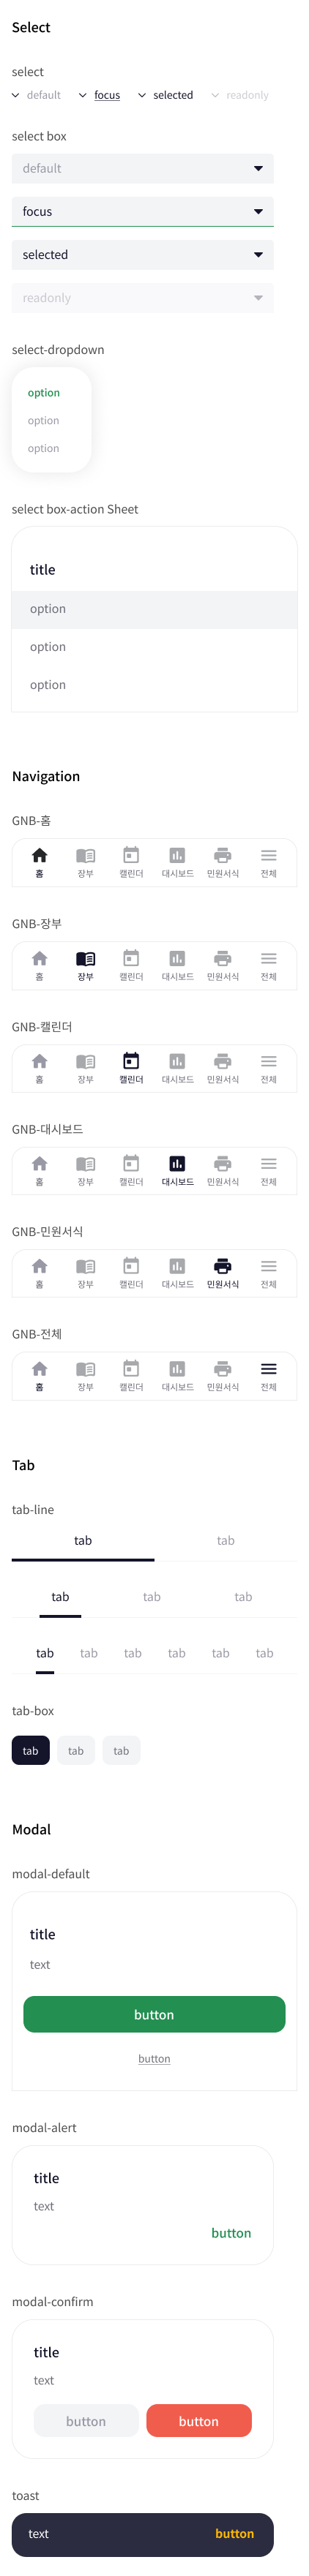 Select
select
default focus selected readonly
select box
default
focus
selected
readonly
select-dropdown
option
option
option
select box-action Sheet
title
option
option
option
Navigation
GNB-홈
홈 장부 캘린더 대시보드 민원서식 전체
GNB-장부
홈 장부 캘린더 대시보드 민원서식 전체
GNB-캘린더
홈 장부 캘린더 대시보드 민원서식 전체
GNB-대시보드
홈 장부 캘린더 대시보드 민원서식 전체
GNB-민원서식
홈 장부 캘린더 대시보드 민원서식 전체
GNB-전체
홈 장부 캘린더 대시보드 민원서식 전체
Tab
tab-line
tab tab
tab tab tab
tab tab tab tab tab tab
tab-box
tab tab tab
Modal
modal-default
title
text
button
button
modal-alert
title
text
button
modal-confirm
title
text
button button
toast
text button